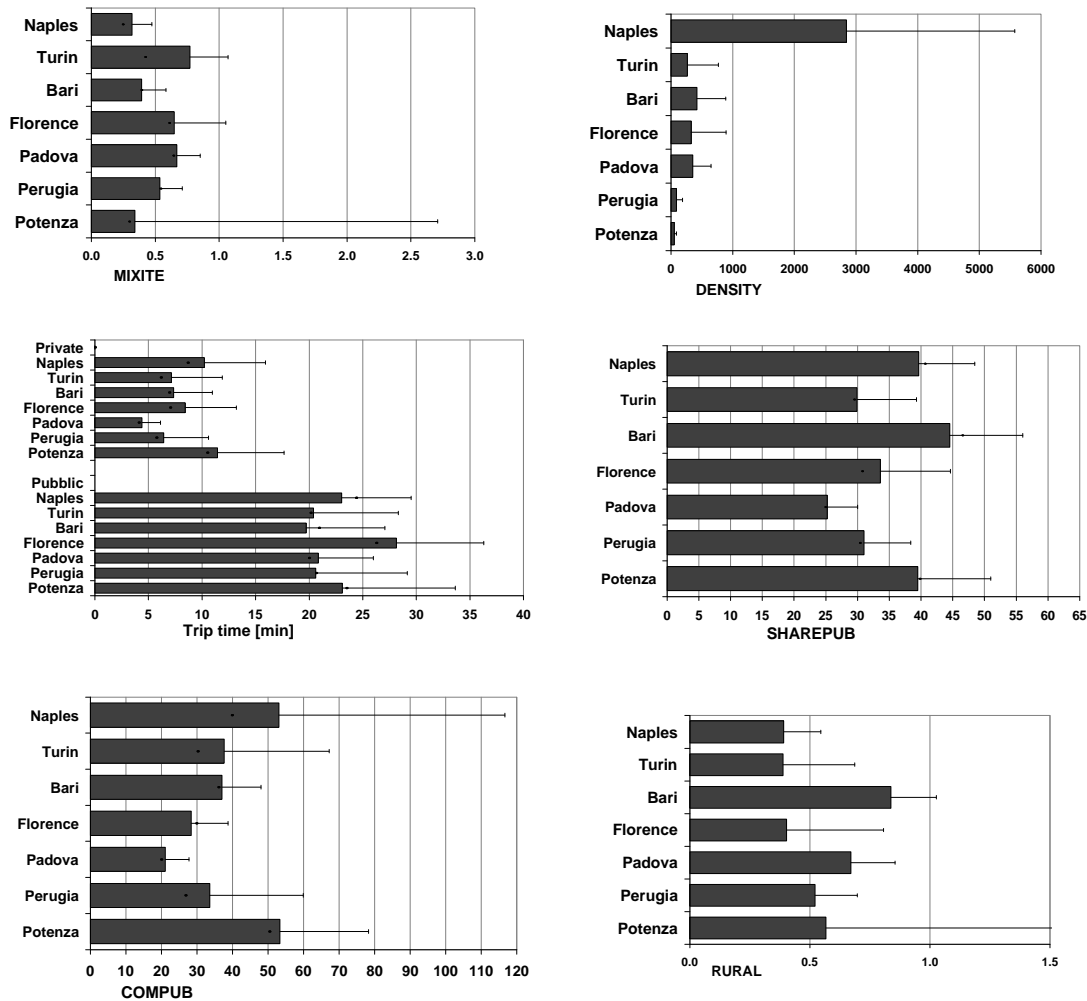 Naples
Turin
Bari
Florence
Padova
Perugia
Potenza
0.0 0.5 1.0 1.5 2.0 2.5 3.0
MIXITE
Naples
Turin
Bari
Florence
Padova
Perugia
Potenza
0 1000 2000 3000 4000 5000 6000
DENSITY
Private
Naples
Turin
Bari
Florence
Padova
Perugia
Potenza
Pubblic
Naples
Turin
Bari
Florence
Padova
Perugia
Potenza
0 5 10 15 20 25 30 35 40
Trip time [min]
Naples
Turin
Bari
Florence
Padova
Perugia
Potenza
0 5 10 15 20 25 30 35 40 45 50 55 60 65
SHAREPUB
Naples
Turin
Bari
Florence
Padova
Perugia
Potenza
0 10 20 30 40 50 60 70 80 90 100 110 120
COMPUB
Naples
Turin
Bari
Florence
Padova
Perugia
Potenza
0.0 0.5 1.0 1.5
RURAL